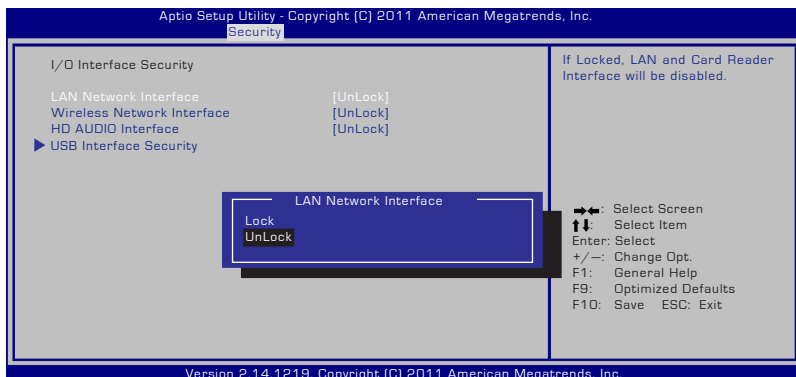 Aptio Setup Utility - Copyright (C) 2011 American Megatrends, Inc.
Security
I/O Interface Security
LAN Network Interface [UnLock]
Wireless Network Interface [UnLock]
HD AUDIO Interface [UnLock]
USB Interface Security
If Locked, LAN and Card Reader
Interface will be disabled.
LAN Network Interface
Lock
UnLock
→←: Select Screen
↑↓: Select Item
Enter: Select
+/—: Change Opt.
F1: General Help
F9: Optimized Defaults
F10: Save ESC: Exit
Version 2.14.1219. Copyright (C) 2011 American Megatrends, Inc.